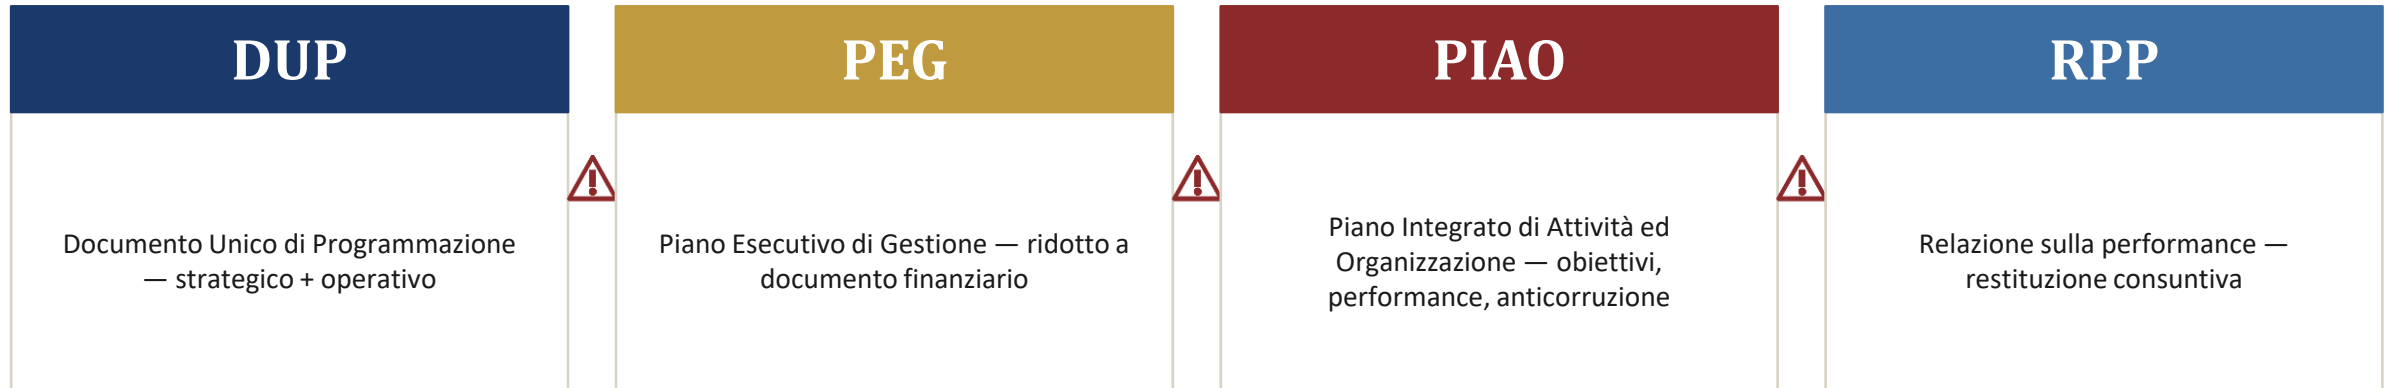 DUP
Documento Unico di Programmazione
— strategico + operativo
PEG
Piano Esecutivo di Gestione — ridotto a
documento finanziario
PIAO
Piano Integrato di Attività ed
Organizzazione — obiettivi,
performance, anticorruzione
RPP
Relazione sulla performance —
restituzione consuntiva